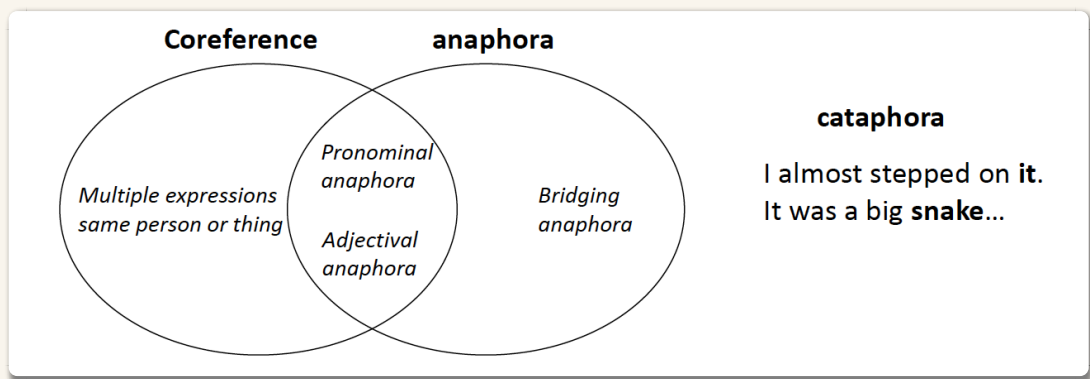 Coreference
anaphora
Multiple expressions
same person or thing
Pronominal
anaphora
Adjectival
anaphora
Bridging
anaphora
cataphora
I almost stepped on it.
It was a big snake...